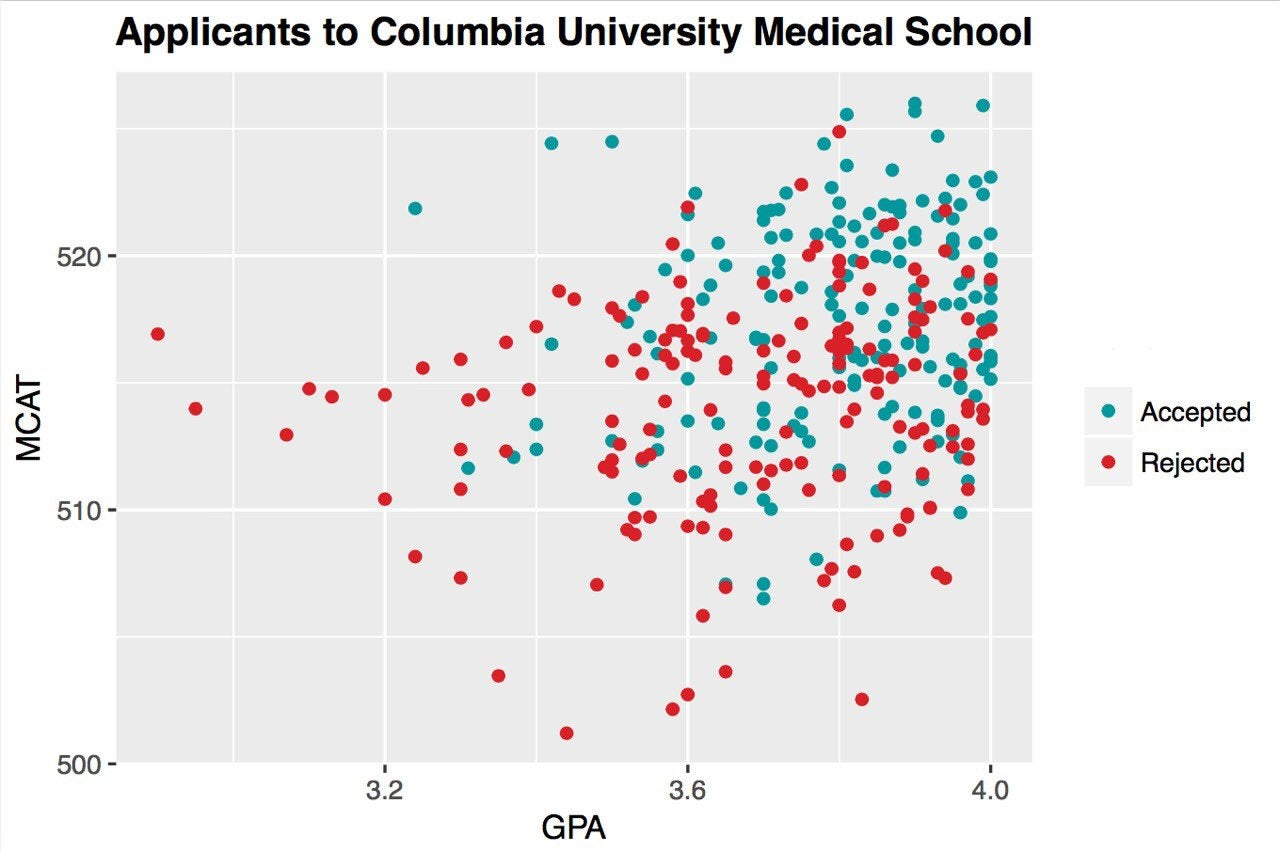 Applicants to Columbia University Medical School
MCAT
520
510
500
3.2 3.6 4.0
GPA
Accepted
Rejected